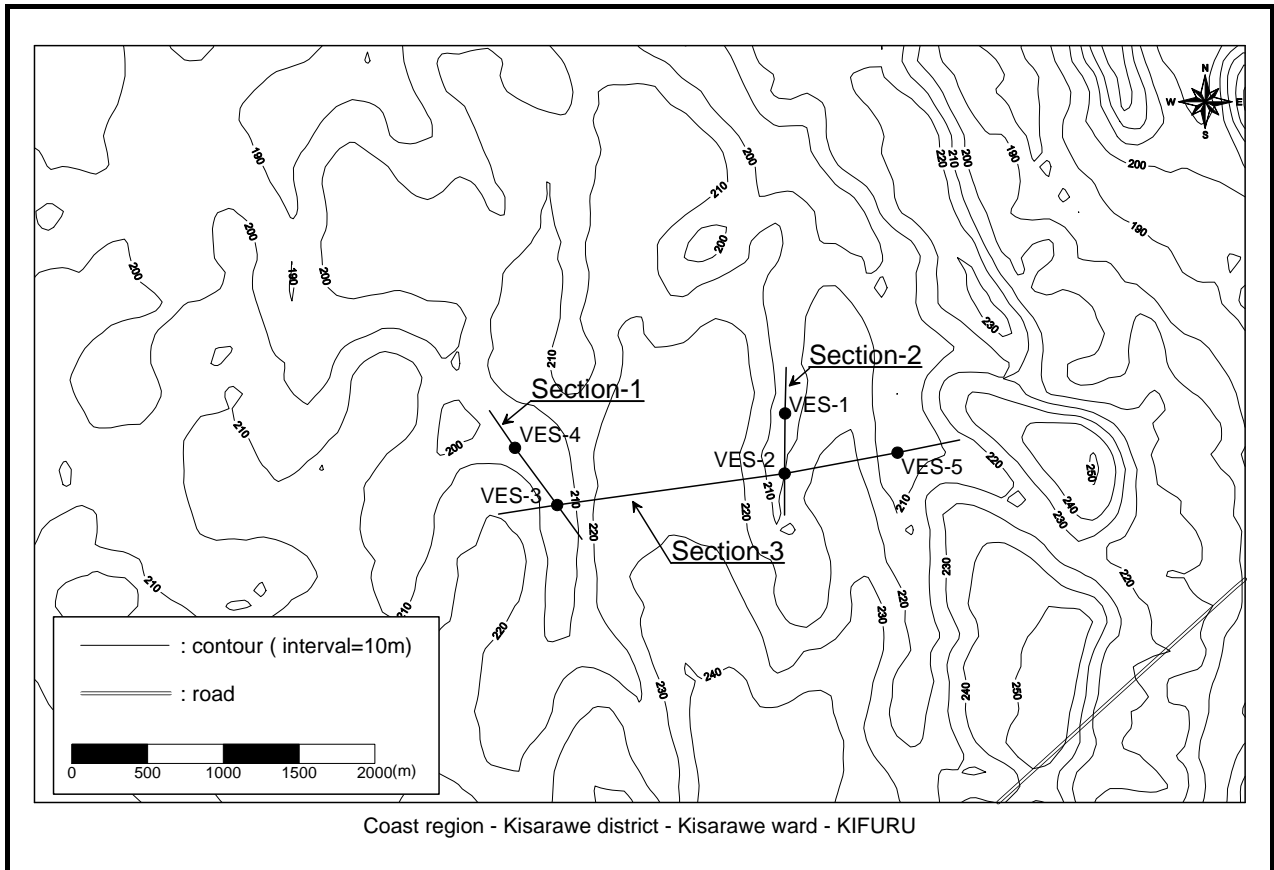 N
W E
S
190
200
220
210
200
190
200
210
200
200
190
200
200
190
230
210
Section-2
Section-1
VES-1
210
200
VES-4
VES-2
VES-5
220
250
VES-3
210
210
210
240
220
220
230
Section-3
210
210
230
220
220
220
230
240
240
250
: contour ( interval=10m)
: road
0 500 1000 1500 2000(m)
Coast region - Kisarawe district - Kisarawe ward - KIFURU